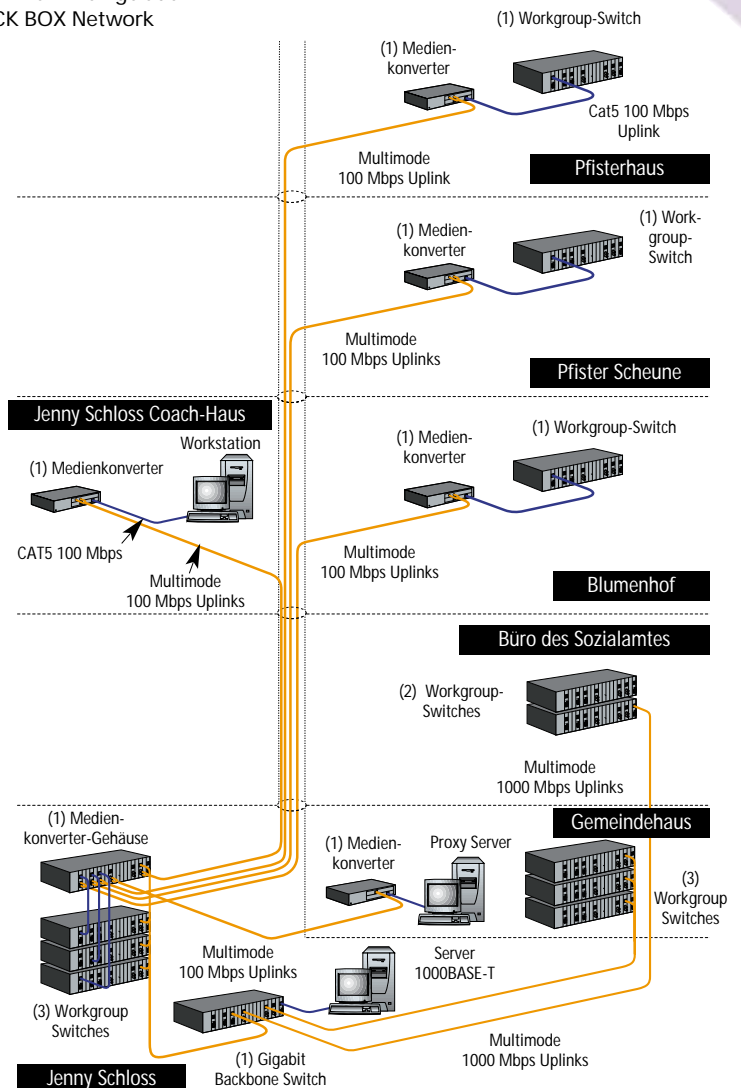 CK BOX Network
(1) Workgroup-Switch
(1) Medien-
konverter
Cat5 100 Mbps
Uplink
Multimode
100 Mbps Uplink
Pfisterhaus
(1) Medien-
konverter
(1) Work-
group-
Switch
Multimode
100 Mbps Uplinks
Pfister Scheune
Jenny Schloss Coach-Haus
Workstation
(1) Medienkonverter
CAT5 100 Mbps
Multimode
100 Mbps Uplinks
(1) Medien-
konverter
(1) Workgroup-Switch
Multimode
100 Mbps Uplinks
Blumenhof
Büro des Sozialamtes
(2) Workgroup-
Switches
Multimode
1000 Mbps Uplinks
Gemeindehaus
(1) Medien-
konverter-Gehäuse
(1) Medien-
konverter
Proxy Server
(3)
Workgroup
Switches
Multimode
100 Mbps Uplinks
Server
1000BASE-T
(3) Workgroup
Switches
Jenny Schloss
(1) Gigabit
Backbone Switch
Multimode
1000 Mbps Uplinks